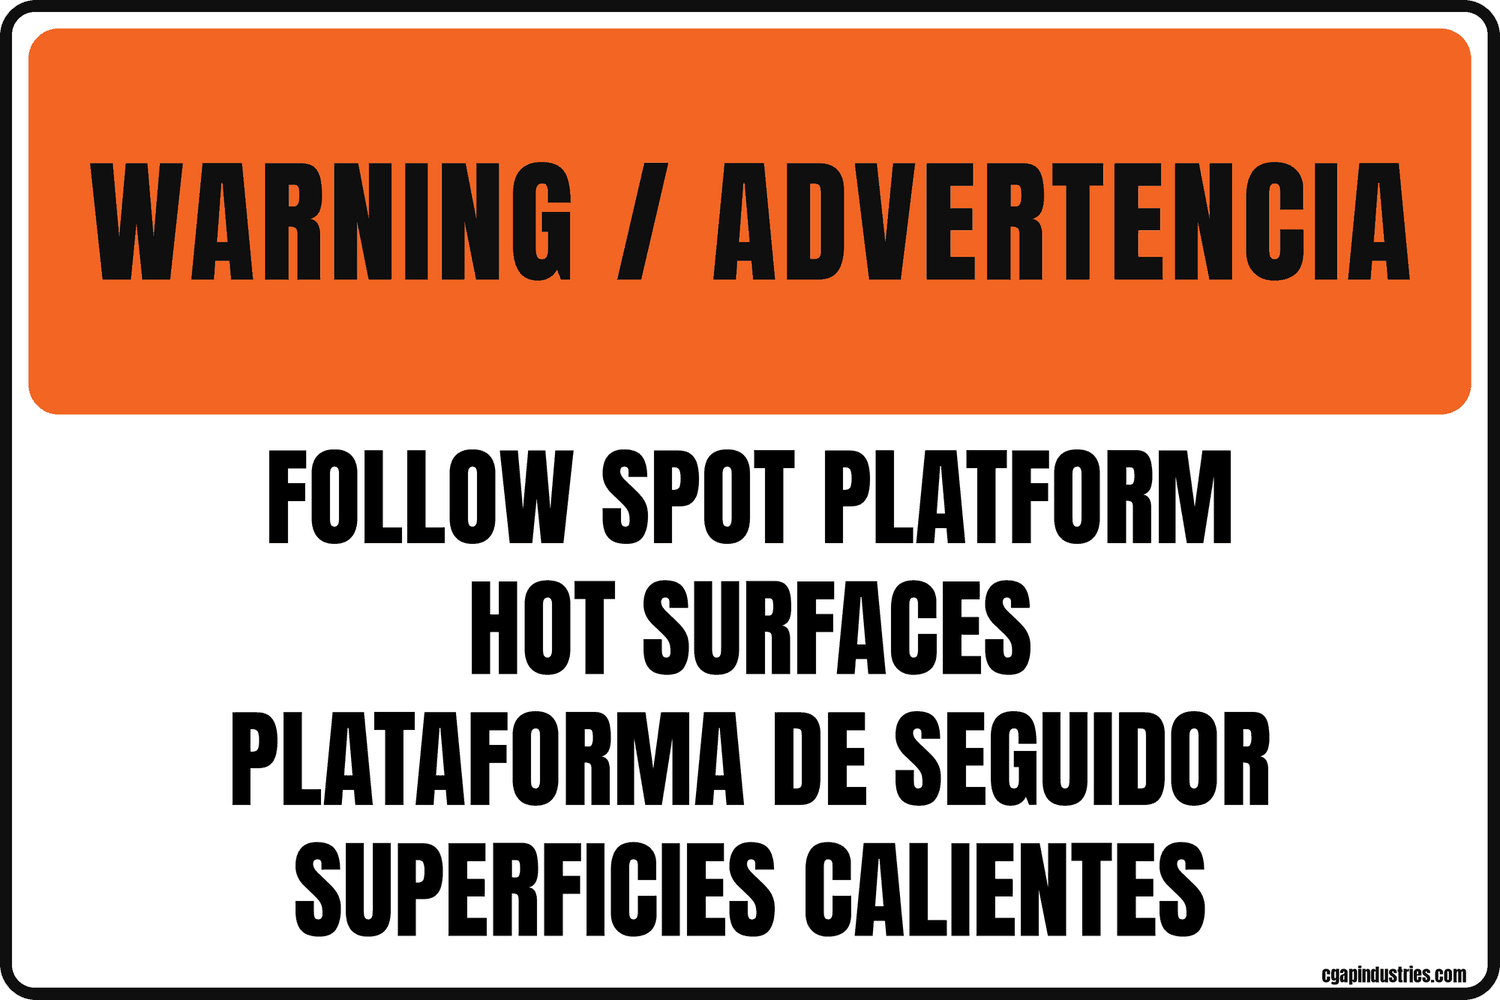 WARNING / ADVERTENCIA
FOLLOW SPOT PLATFORM
HOT SURFACES
PLATAFORMA DE SEGUIDOR
SUPERFICIES CALIENTES
cgapindustries.com